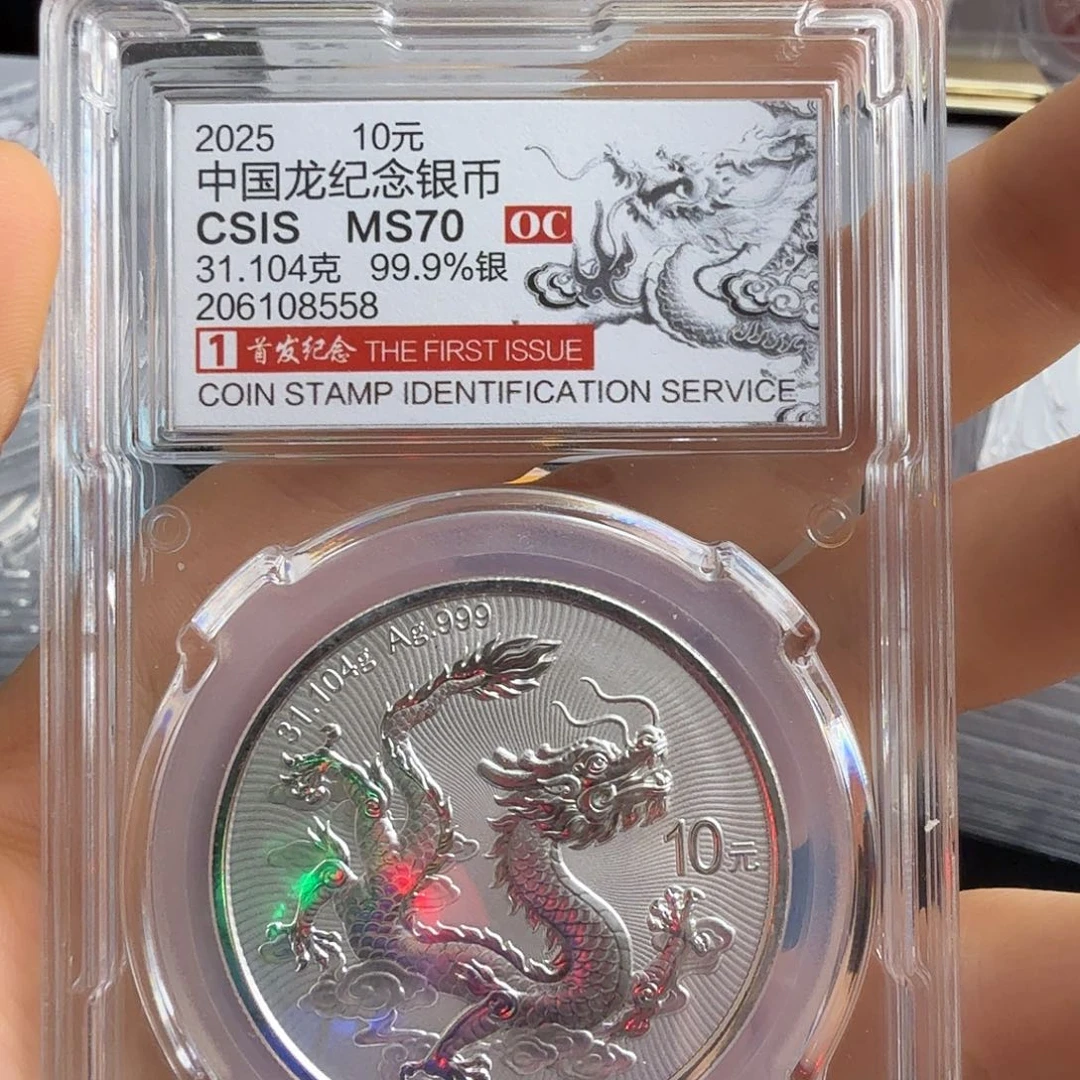 2025 10元
中国龙纪念银币
CSIS MS70 OC
31.104克 99.9%银
206108558
1 首发纪念 THE FIRST ISSUE
COIN STAMP IDENTIFICATION SERVICE
31.104g Ag.999
10元